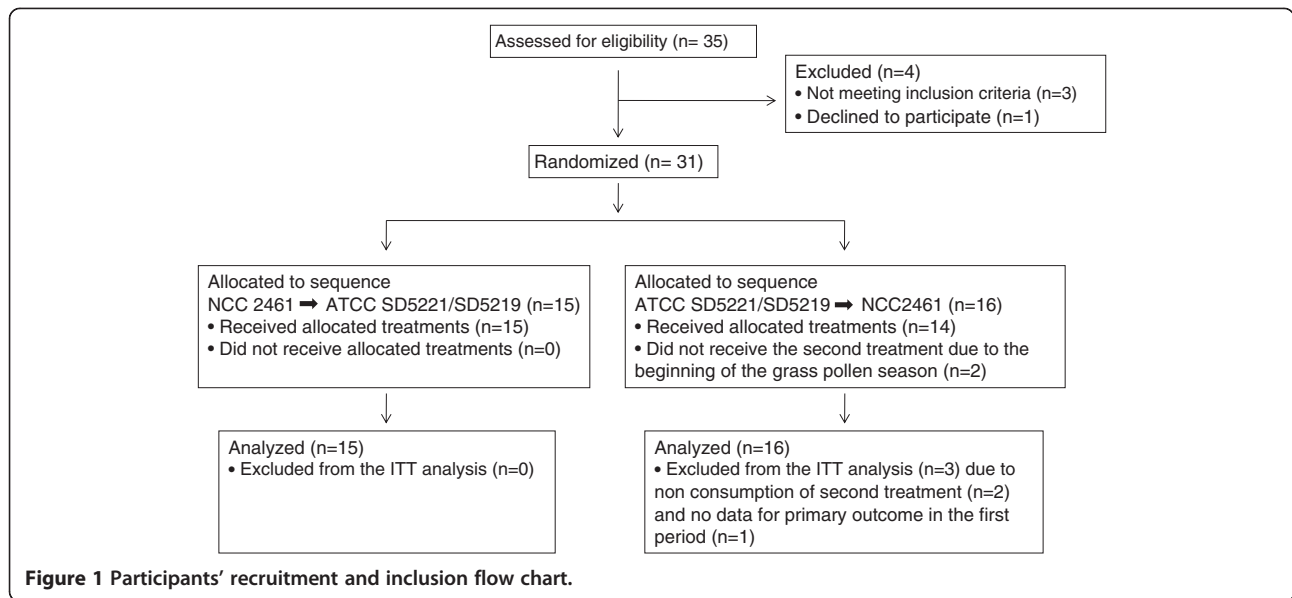 Assessed for eligibility (n= 35)
Excluded (n=4)
• Not meeting inclusion criteria (n=3)
• Declined to participate (n=1)
Randomized (n= 31)
Allocated to sequence
NCC 2461 ➡ ATCC SD5221/SD5219 (n=15)
• Received allocated treatments (n=15)
• Did not receive allocated treatments (n=0)
Allocated to sequence
ATCC SD5221/SD5219 ➡ NCC2461 (n=16)
• Received allocated treatments (n=14)
• Did not receive the second treatment due to the
beginning of the grass pollen season (n=2)
Analyzed (n=15)
• Excluded from the ITT analysis (n=0)
Analyzed (n=16)
• Excluded from the ITT analysis (n=3) due to
non consumption of second treatment (n=2)
and no data for primary outcome in the first
period (n=1)
Figure 1 Participants’ recruitment and inclusion flow chart.